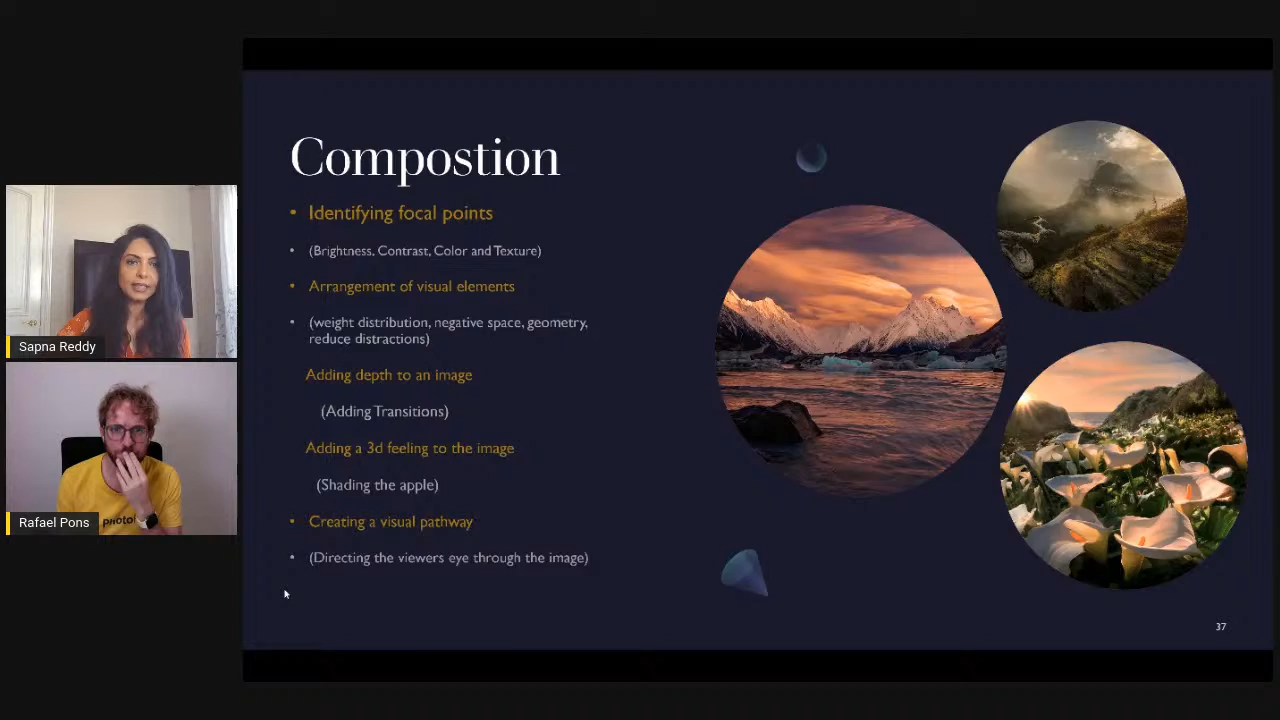 Compostion
• Identifying focal points
• (Brightness, Contrast, Color and Texture)
• Arrangement of visual elements
• (weight distribution, negative space, geometry,
reduce distractions)
Adding depth to an image
(Adding Transitions)
Adding a 3d feeling to the image
(Shading the apple)
• Creating a visual pathway
• (Directing the viewers eye through the image)
37
Sapna Reddy
Rafael Pons
photo!